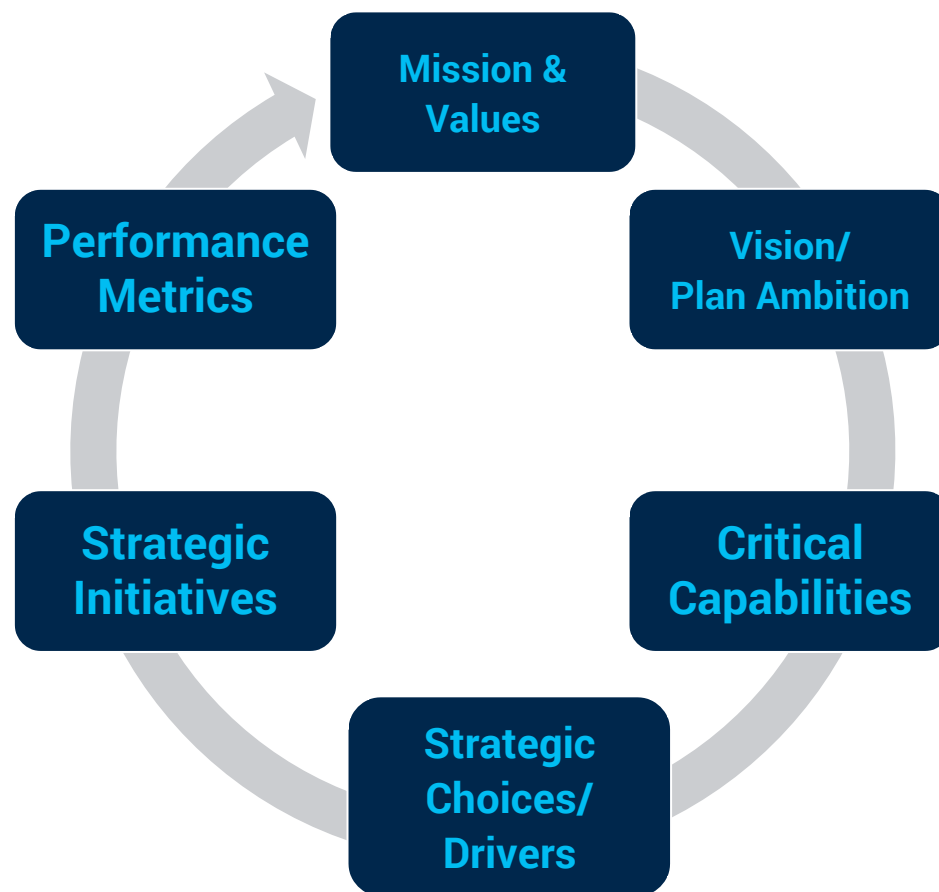 Mission &
Values
Vision/
Plan Ambition
Critical
Capabilities
Strategic
Choices/
Drivers
Strategic
Initiatives
Performance
Metrics